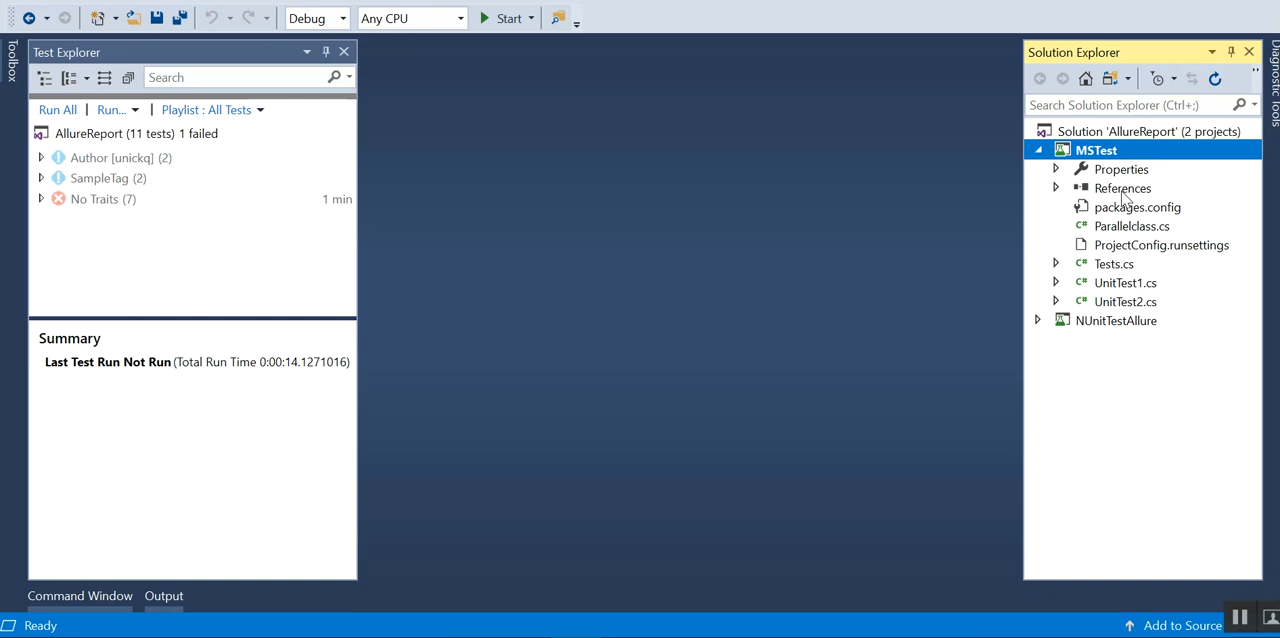 Debug
Any CPU
Start
Toolbox
Test Explorer
Search
Run All | Run... | Playlist : All Tests
AllureReport (11 tests) 1 failed
Author [unickq] (2)
SampleTag (2)
No Traits (7) 1 min
Summary
Last Test Run Not Run (Total Run Time 0:00:14.1271016)
Command Window Output
Ready
Solution Explorer
Search Solution Explorer (Ctrl+;)
Solution 'AllureReport' (2 projects)
MSTest
Properties
References
packages.config
Parallelclass.cs
ProjectConfig.runsettings
Tests.cs
UnitTest1.cs
UnitTest2.cs
NUnitTestAllure
Diagnostic Tools
Add to Source